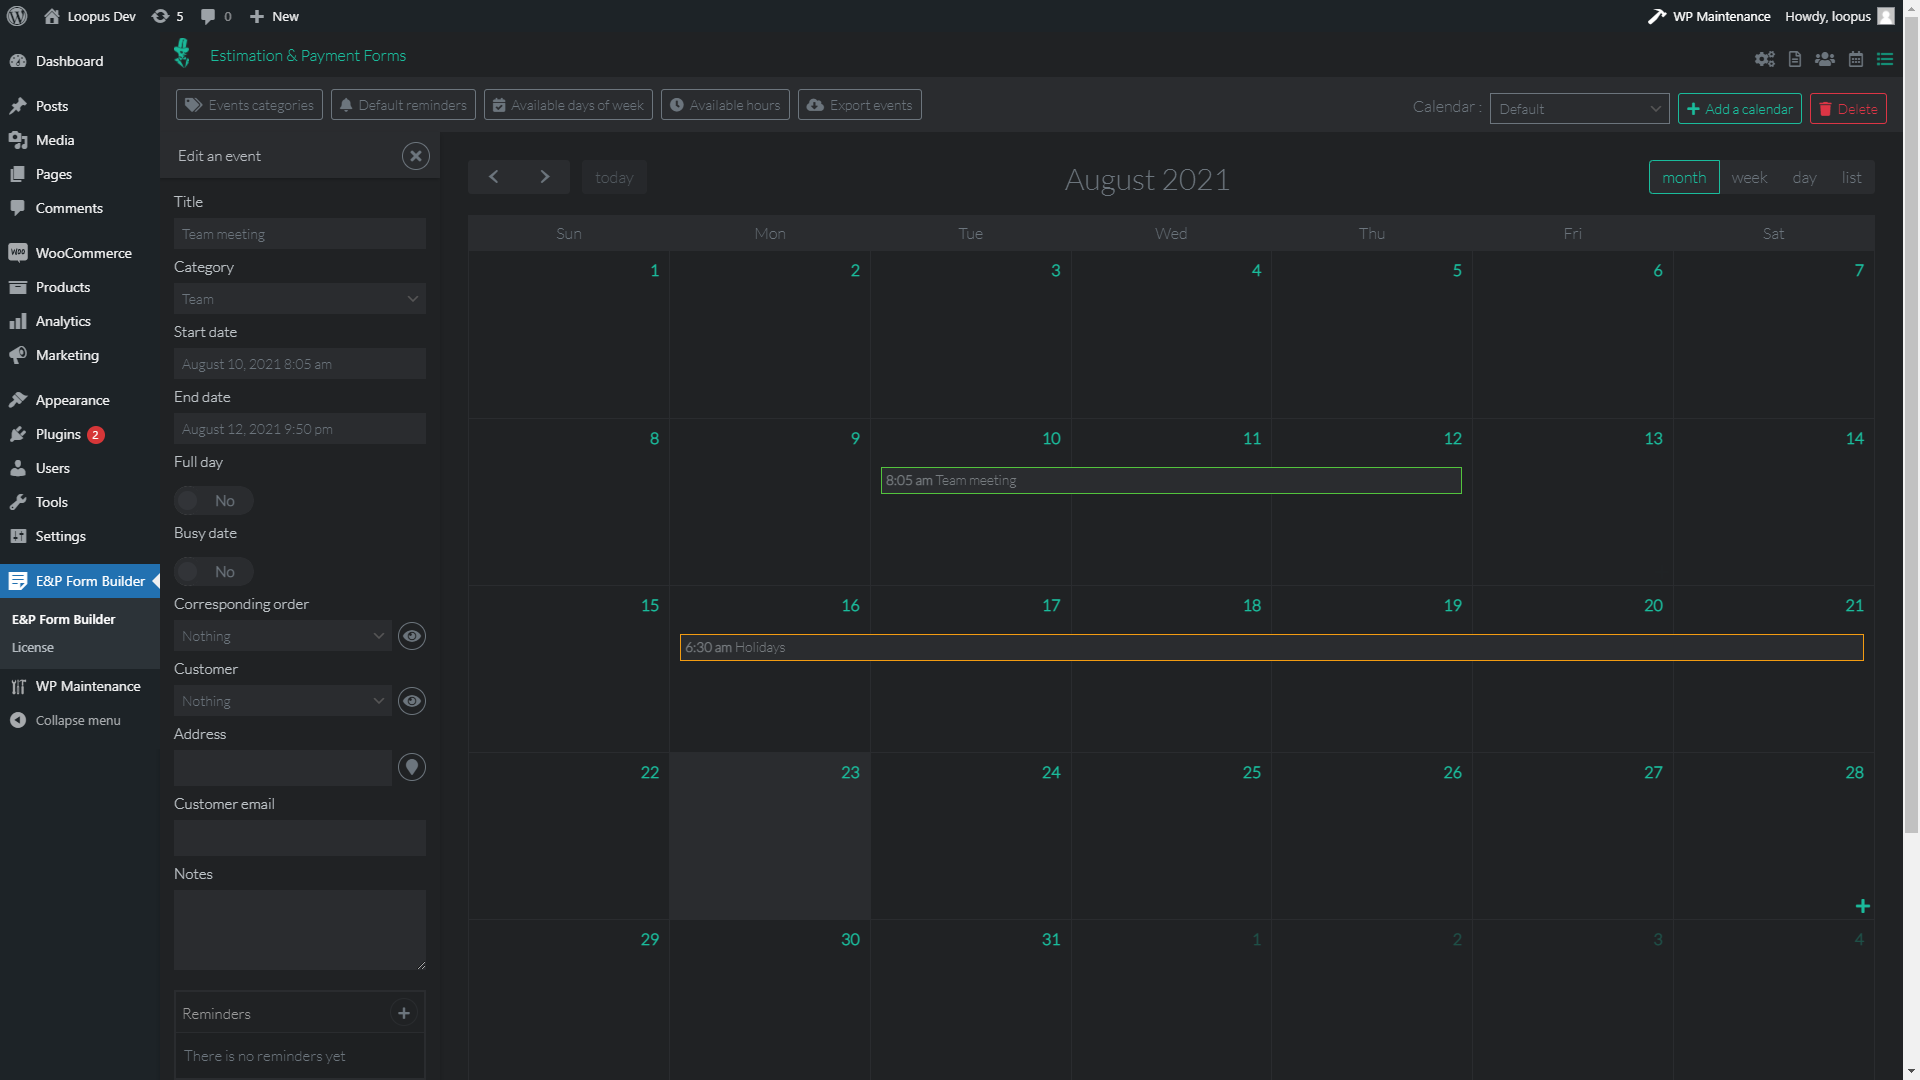 Loopus Dev 5 0 New WP Maintenance Howdy, loopus
Dashboard
Posts
Media
Pages
Comments
WooCommerce
Products
Analytics
Marketing
Appearance
Plugins 2
Users
Tools
Settings
E&P Form Builder
E&P Form Builder
License
WP Maintenance
Collapse menu
Estimation & Payment Forms
Events categories Default reminders Available days of week Available hours Export events Calendar : Default Add a calendar Delete
Edit an event
Title
Team meeting
Category
Team
Start date
August 10, 2021 8:05 am
End date
August 12, 2021 9:50 pm
Full day
No
Busy date
No
Corresponding order
Nothing
Customer
Nothing
Address
Customer email
Notes
Reminders
There is no reminders yet
today August 2021 month week day list
Sun Mon Tue Wed Thu Fri Sat
1 2 3 4 5 6 7
8 9 10 11 12 13 14
8:05 am Team meeting
15 16 17 18 19 20 21
6:30 am Holidays
22 23 24 25 26 27 28
29 30 31 1 2 3 4